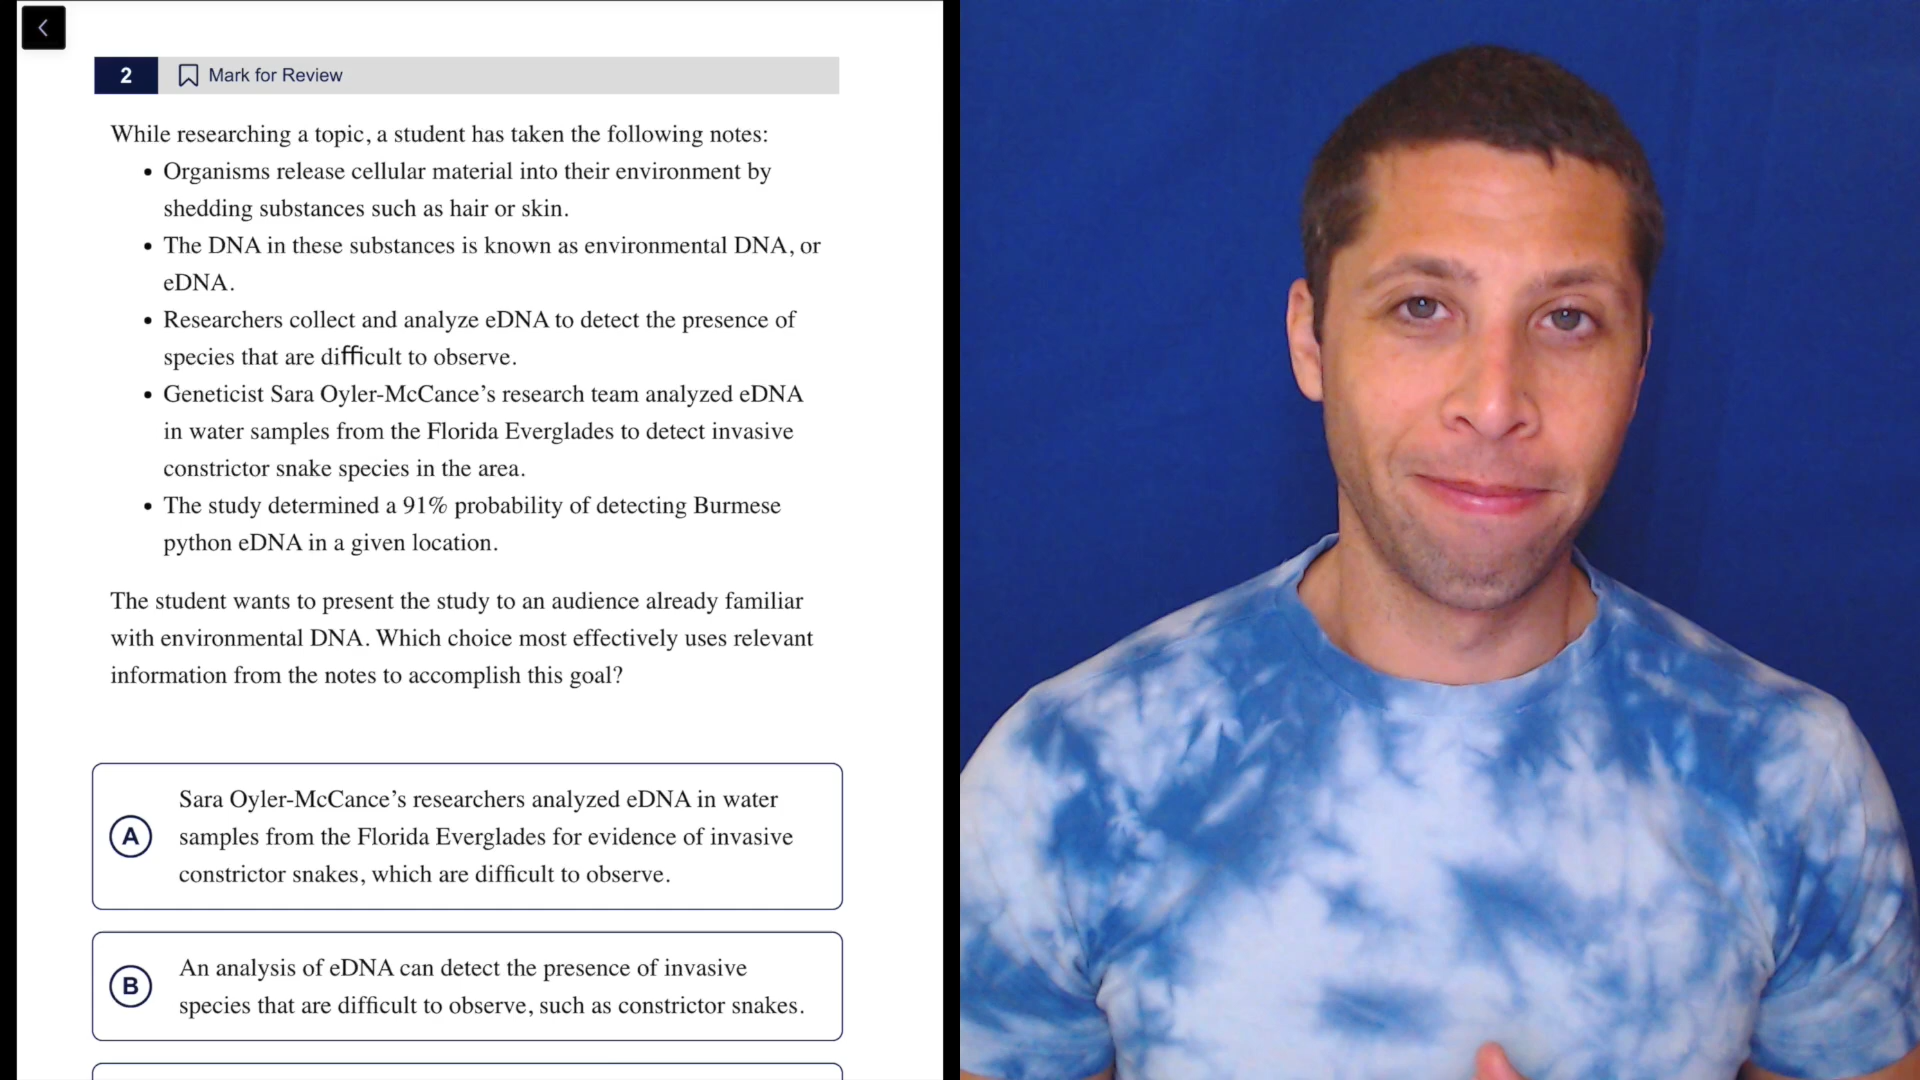 2 Mark for Review
While researching a topic, a student has taken the following notes:
• Organisms release cellular material into their environment by
shedding substances such as hair or skin.
• The DNA in these substances is known as environmental DNA, or
eDNA.
• Researchers collect and analyze eDNA to detect the presence of
species that are difficult to observe.
• Geneticist Sara Oyler-McCance’s research team analyzed eDNA
in water samples from the Florida Everglades to detect invasive
constrictor snake species in the area.
• The study determined a 91% probability of detecting Burmese
python eDNA in a given location.
The student wants to present the study to an audience already familiar
with environmental DNA. Which choice most effectively uses relevant
information from the notes to accomplish this goal?
A
Sara Oyler-McCance’s researchers analyzed eDNA in water
samples from the Florida Everglades for evidence of invasive
constrictor snakes, which are difficult to observe.
B
An analysis of eDNA can detect the presence of invasive
species that are difficult to observe, such as constrictor snakes.